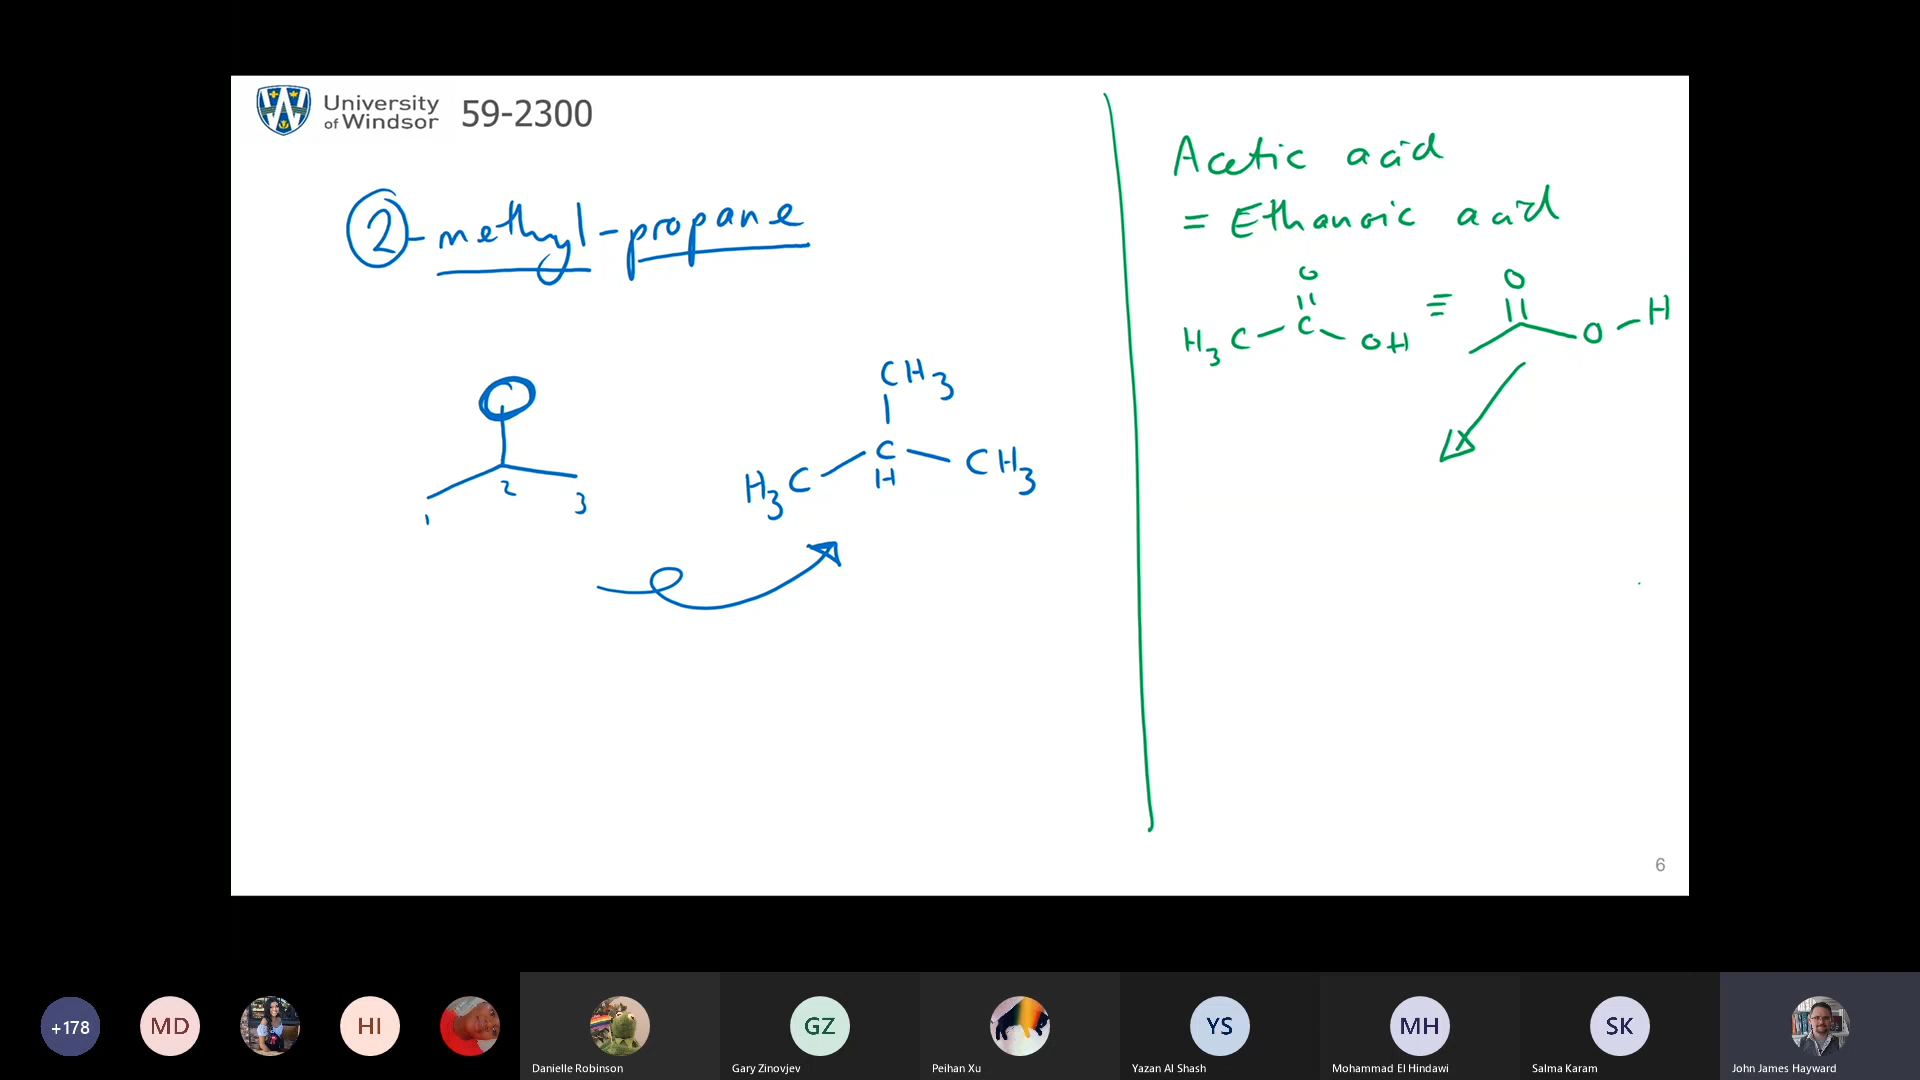 University
of Windsor
59-2300
2-methyl-propane
CH3
H3C
C
H
CH3
1
2
3
Acetic acid
= Ethanoic acid
O
H3C - C - OH
≡
O
O - H
6
+178
MD
HI
GZ
YS
MH
SK
Danielle Robinson
Gary Zinovjev
Peihan Xu
Yazan Al Shash
Mohammad El Hindawi
Salma Karam
John James Hayward